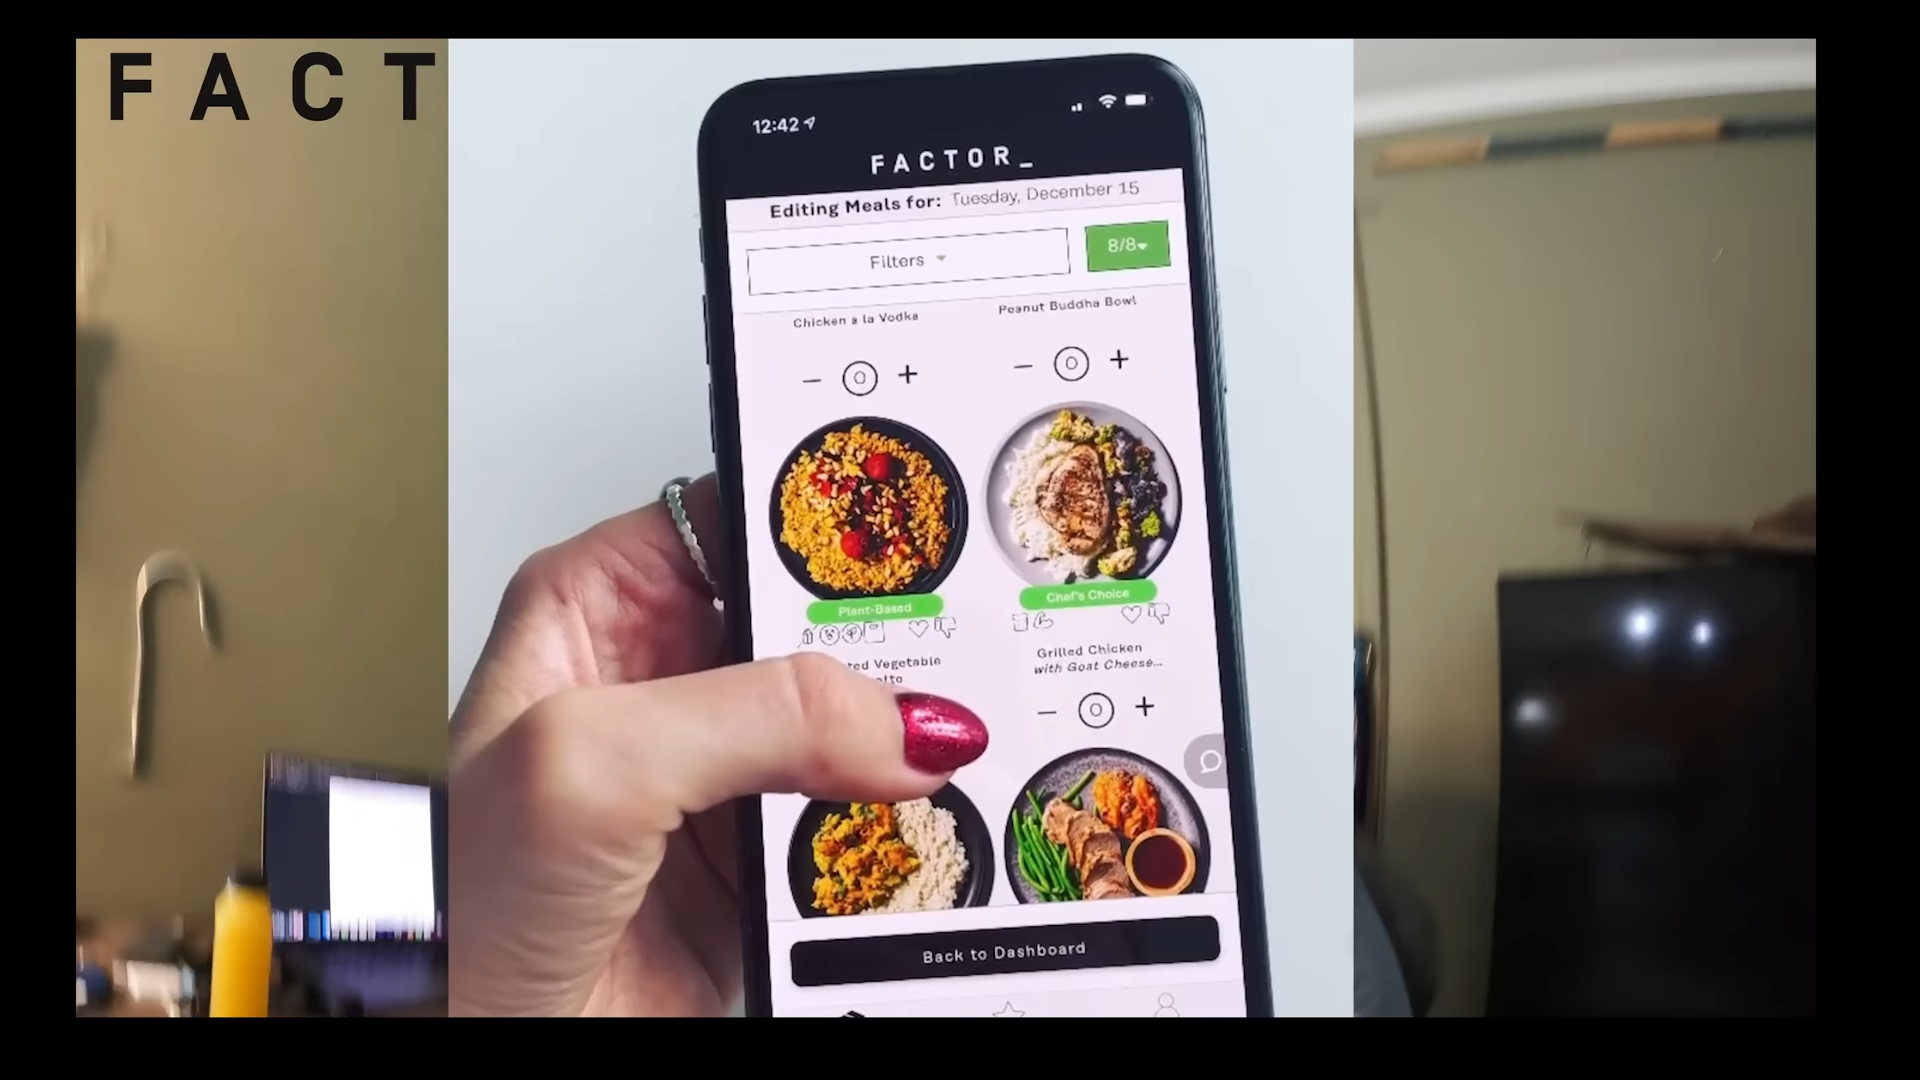 FACT
12:42
FACTOR_
Editing Meals for: Tuesday, December 15
Filters
8/8
Chicken a la Vodka
Peanut Buddha Bowl
0
0
Plant-Based
Chef's Choice
Vegetable
Grilled Chicken
with Goat Cheese...
0
Back to Dashboard